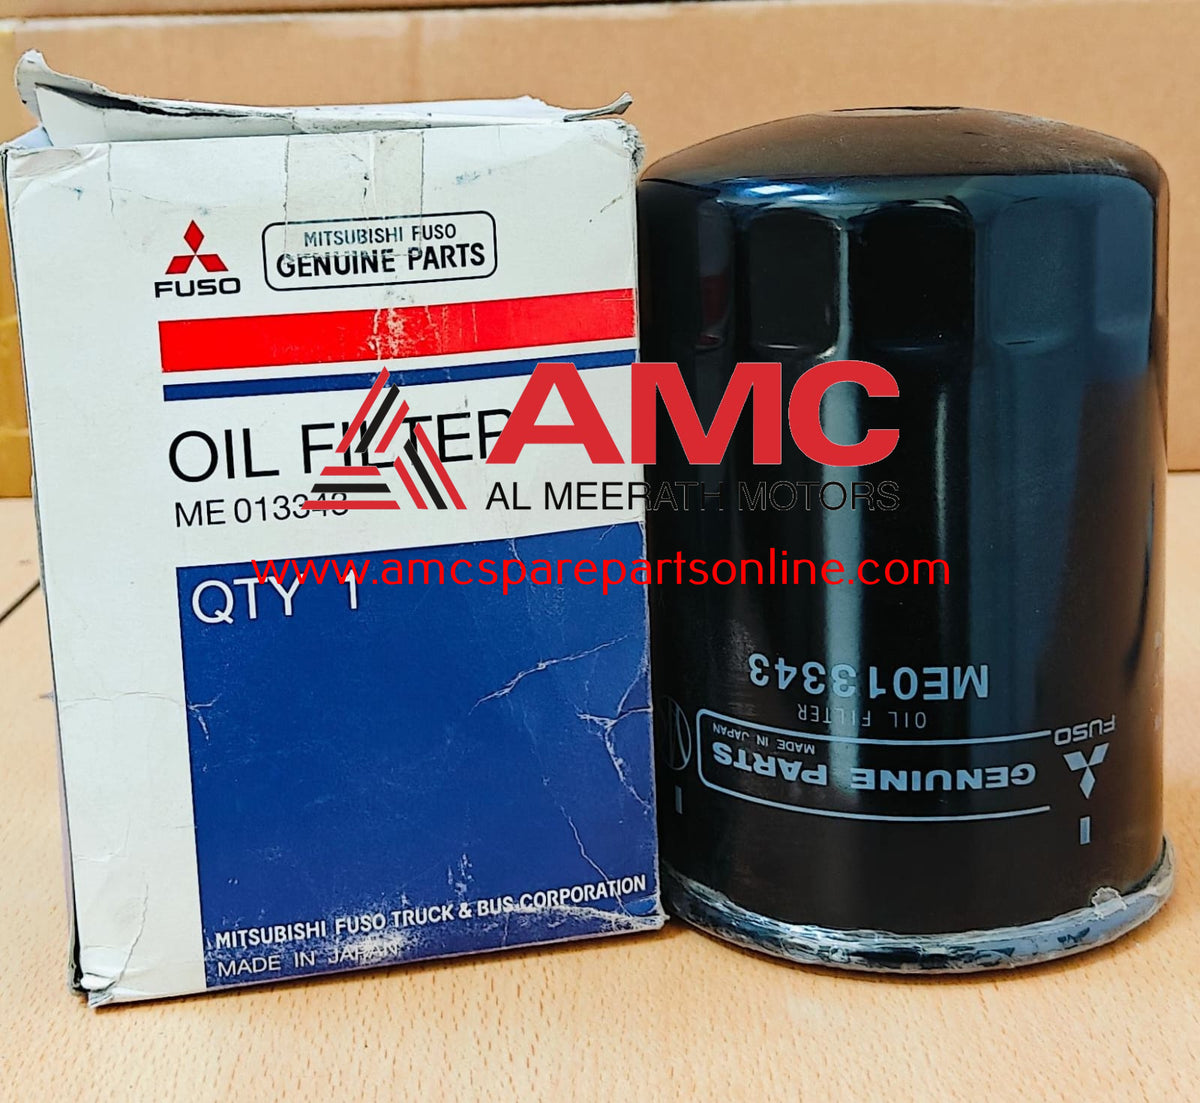 MITSUBISHI FUSO
GENUINE PARTS
FUSO
OIL FILTER
ME 013343
QTY 1
MITSUBISHI FUSO TRUCK & BUS CORPORATION
MADE IN JAPAN
AMC
AL MEERATH MOTORS
www.amcsparepartsonline.com
FUSO
GENUINE PARTS
MADE IN JAPAN
OIL FILTER
ME013343